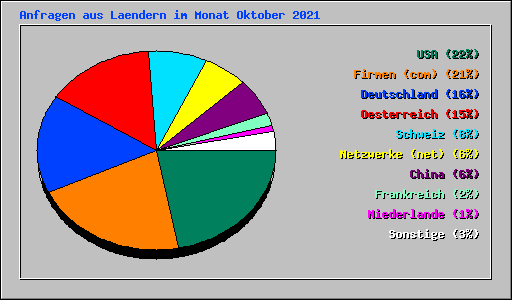 Anfragen aus Laendern im Monat Oktober 2021
USA (22%)
Firmen (com) (21%)
Deutschland (16%)
Oesterreich (15%)
Schweiz (8%)
Netzwerke (net) (6%)
China (6%)
Frankreich (2%)
Niederlande (1%)
Sonstige (3%)